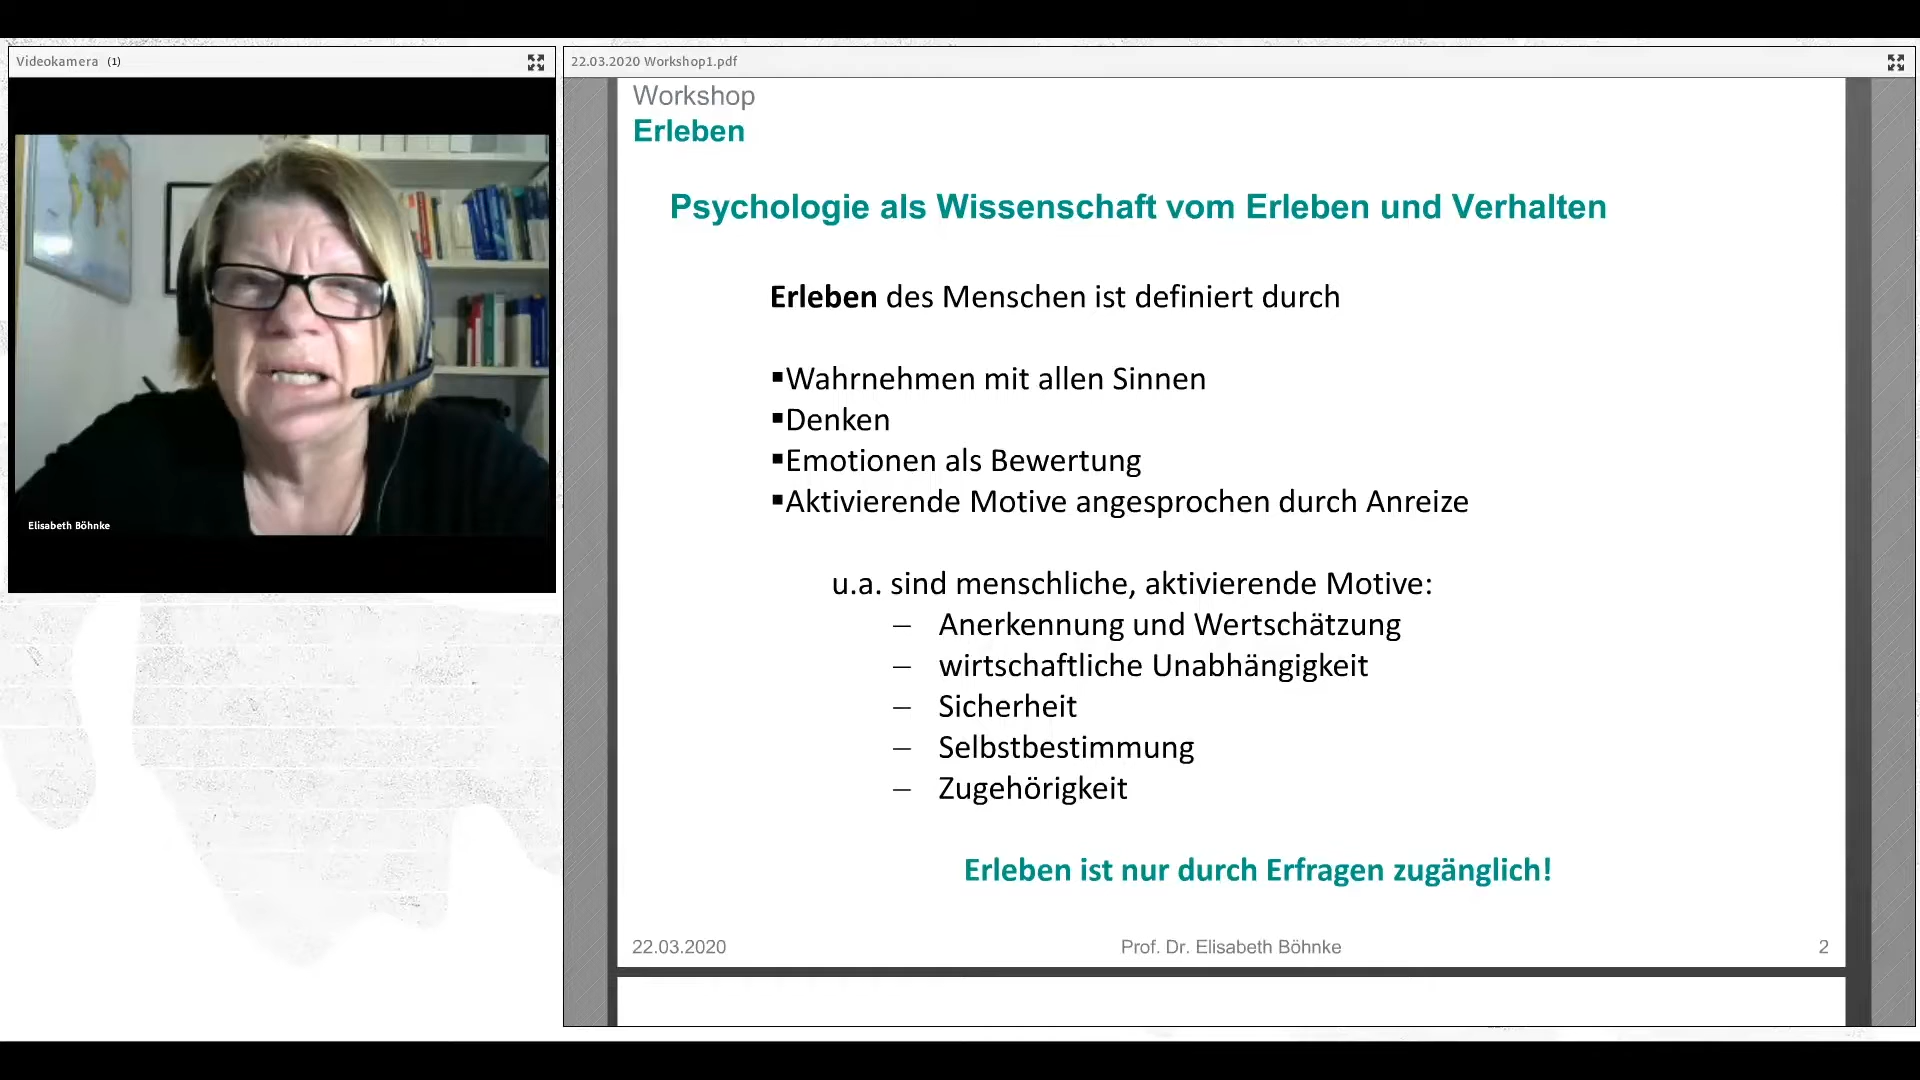 Videokamera (1)
Elisabeth Böhnke
22.03.2020 Workshop1.pdf
Workshop
Erleben
Psychologie als Wissenschaft vom Erleben und Verhalten
Erleben des Menschen ist definiert durch
▪Wahrnehmen mit allen Sinnen
▪Denken
▪Emotionen als Bewertung
▪Aktivierende Motive angesprochen durch Anreize
u.a. sind menschliche, aktivierende Motive:
– Anerkennung und Wertschätzung
– wirtschaftliche Unabhängigkeit
– Sicherheit
– Selbstbestimmung
– Zugehörigkeit
Erleben ist nur durch Erfragen zugänglich!
22.03.2020 Prof. Dr. Elisabeth Böhnke 2